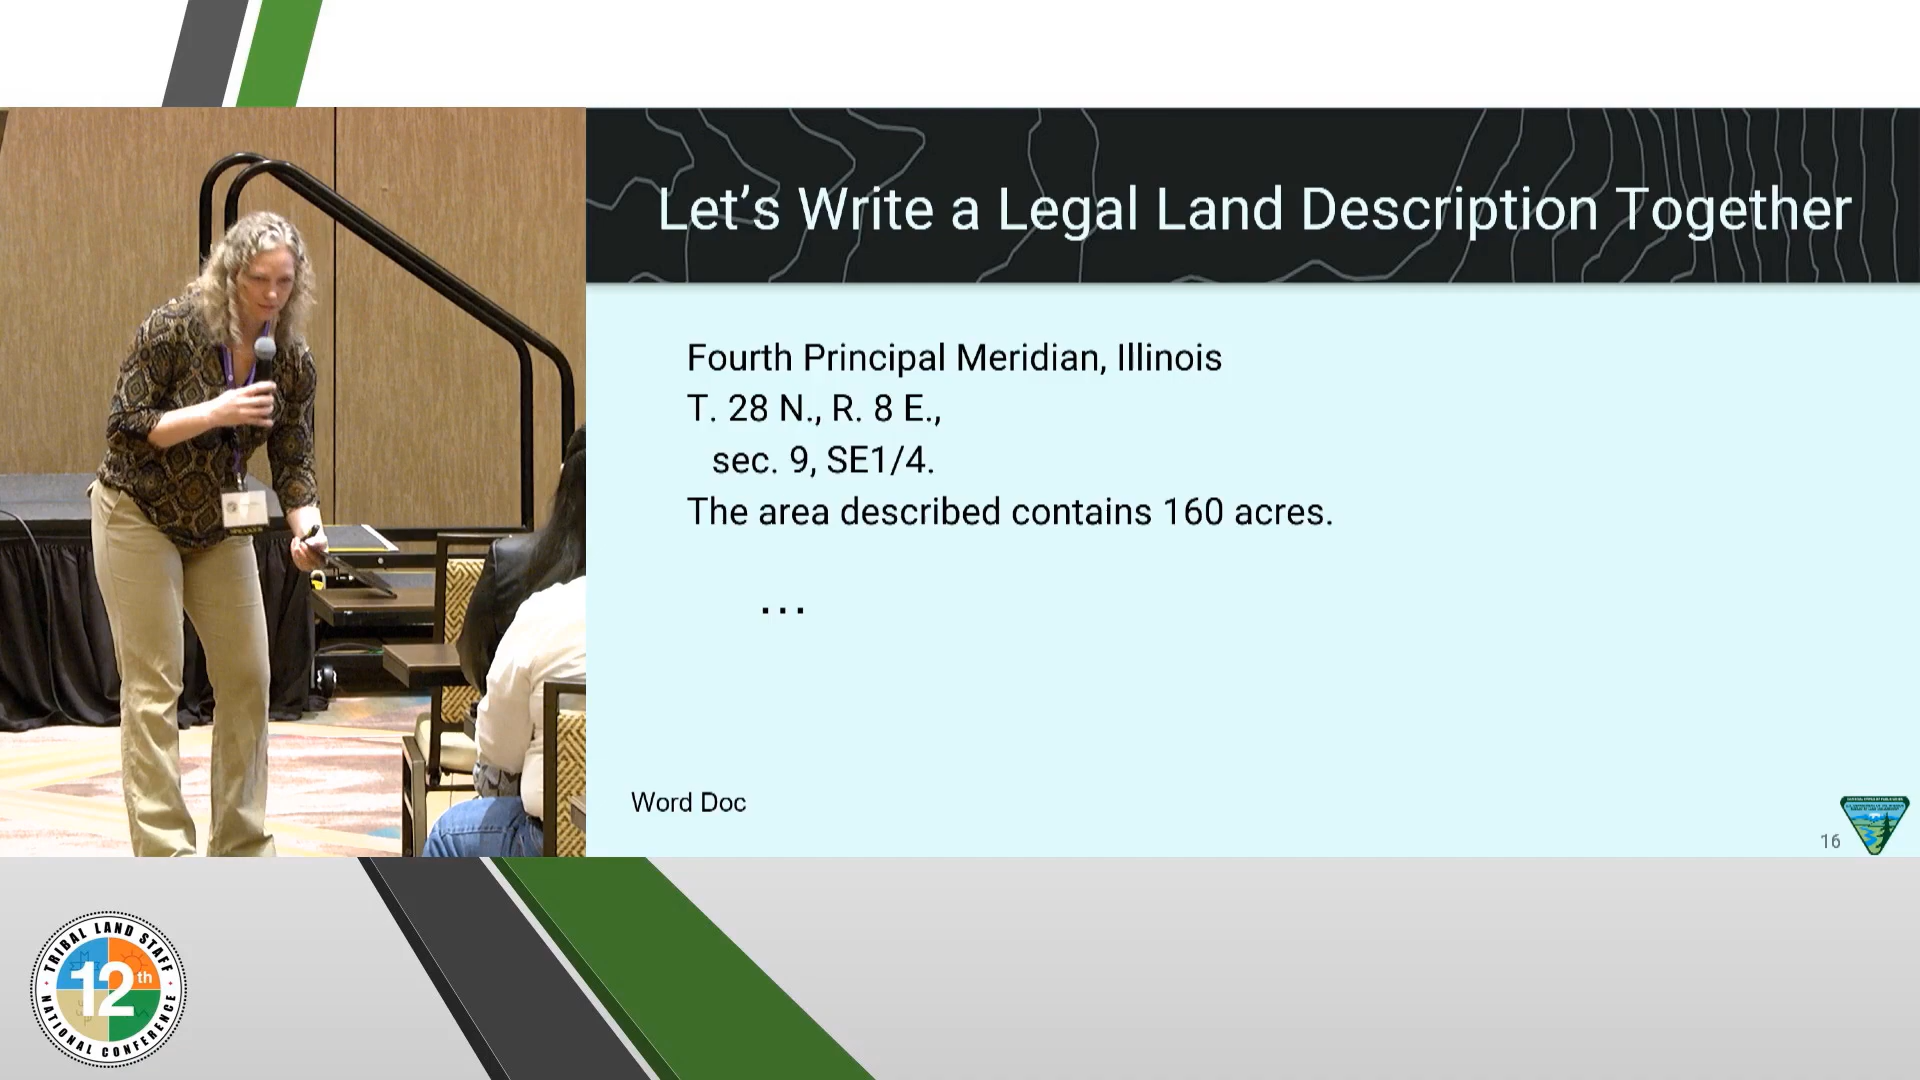 Let's Write a Legal Land Description Together
Fourth Principal Meridian, Illinois
T. 28 N., R. 8 E.,
sec. 9, SE1/4.
The area described contains 160 acres.
...
Word Doc
16
TRIBAL LAND STAFF
12th
NATIONAL CONFERENCE